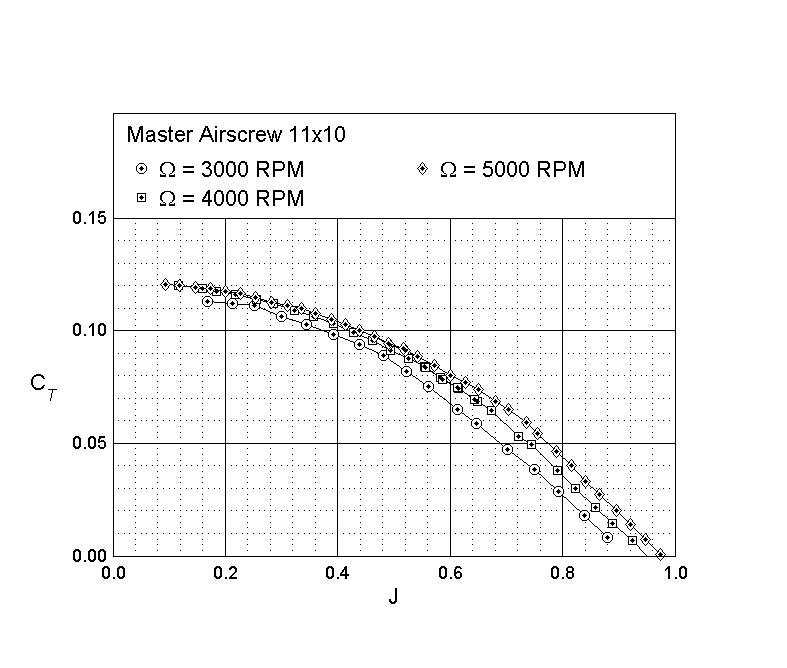 Master Airscrew 11x10
Ω = 3000 RPM
Ω = 5000 RPM
Ω = 4000 RPM
0.15
0.10
C_T
0.05
0.00
0.0 0.2 0.4 0.6 0.8 1.0
J